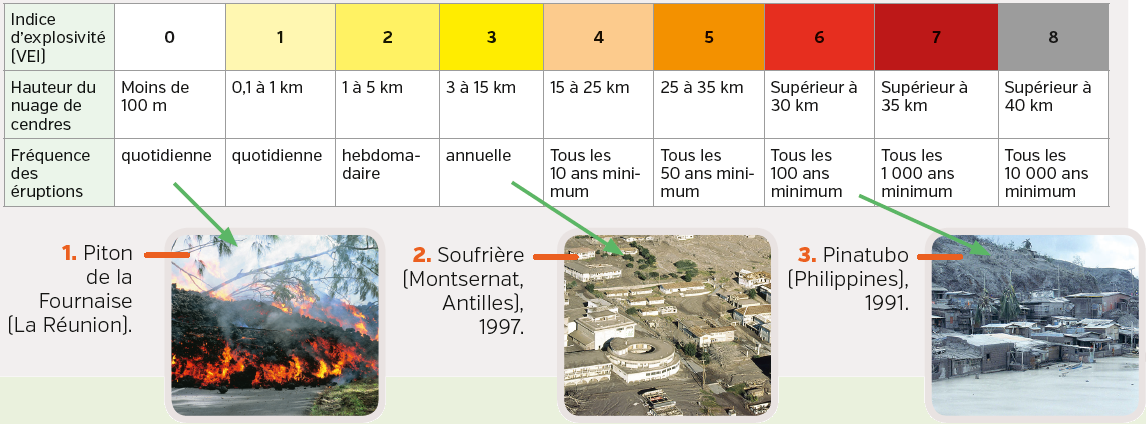 Indice
d'explosivité
(VEI)
0
1
2
3
4
5
6
7
8
Hauteur du
nuage de
cendres
Moins de
100 m
0,1 à 1 km
1 à 5 km
3 à 15 km
15 à 25 km
25 à 35 km
Supérieur à
30 km
Supérieur à
35 km
Supérieur à
40 km
Fréquence
des
éruptions
quotidienne
quotidienne
hebdoma-
daire
annuelle
Tous les
10 ans mini-
mum
Tous les
50 ans mini-
mum
Tous les
100 ans
minimum
Tous les
1 000 ans
minimum
Tous les
10 000 ans
minimum
1. Piton
de la
Fournaise
(La Réunion).
2. Soufrière
(Montsernat,
Antilles),
1997.
3. Pinatubo
(Philippines),
1991.